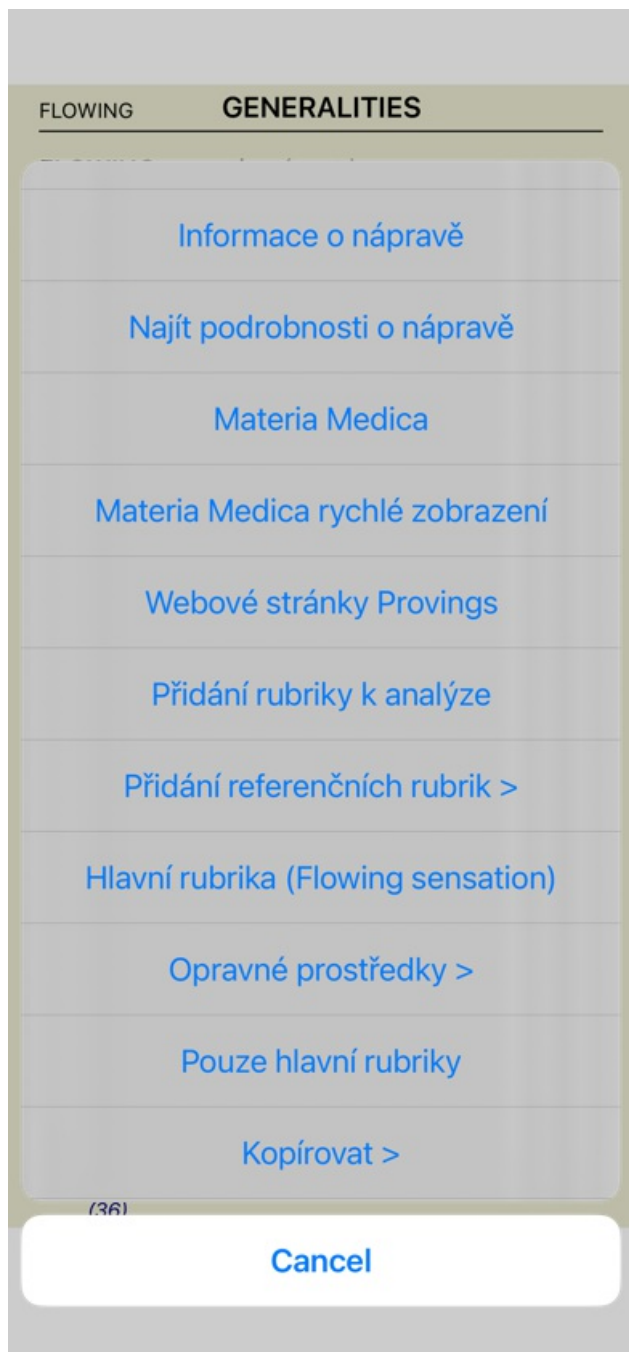 FLOWING GENERALITIES
Informace o nápravě
Najít podrobnosti o nápravě
Materia Medica
Materia Medica rychlé zobrazení
Webové stránky Provings
Přidání rubriky k analýze
Přidání referenčních rubrik >
Hlavní rubrika (Flowing sensation)
Opravné prostředky >
Pouze hlavní rubriky
Kopírovat >
(36)
Cancel